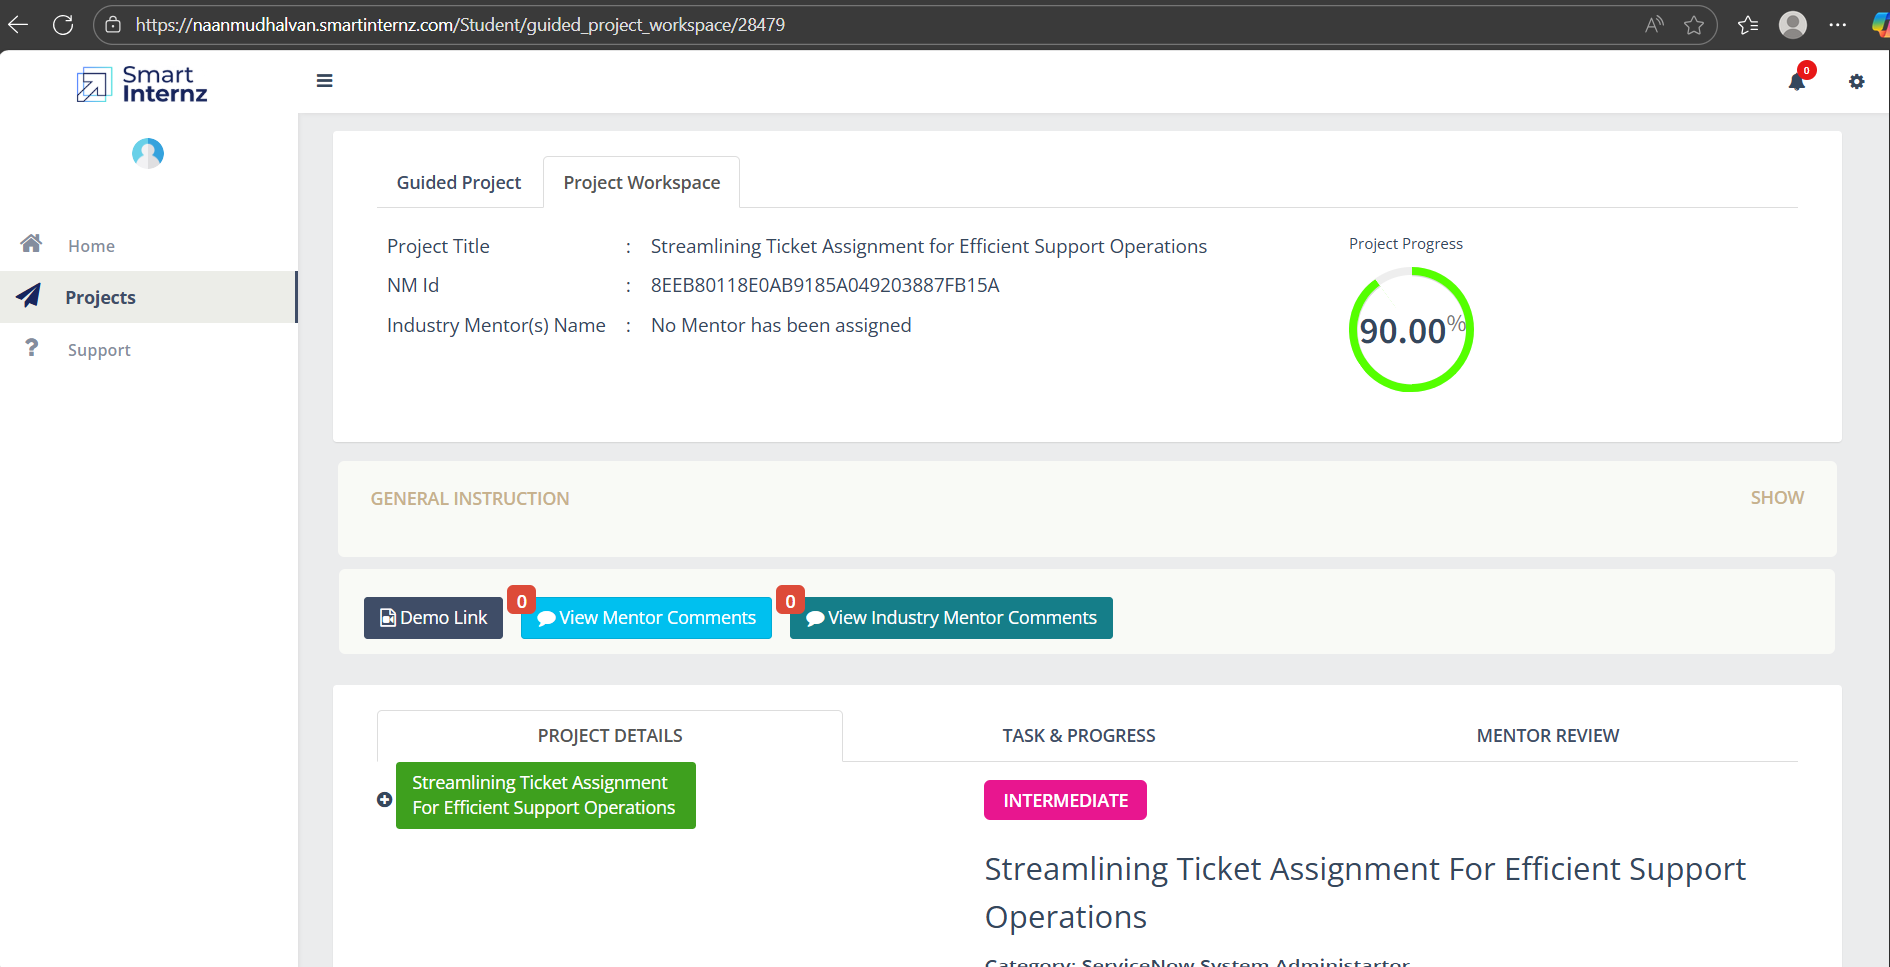 https://naanmudhalvan.smartinternz.com/Student/guided_project_workspace/28479
Smart
Internz
0
Home
Projects
Support
Guided Project
Project Workspace
Project Title : Streamlining Ticket Assignment for Efficient Support Operations
NM Id : 8EEB80118E0AB9185A049203887FB15A
Industry Mentor(s) Name : No Mentor has been assigned
Project Progress
90.00%
GENERAL INSTRUCTION
SHOW
Demo Link
0
View Mentor Comments
0
View Industry Mentor Comments
PROJECT DETAILS
TASK & PROGRESS
MENTOR REVIEW
Streamlining Ticket Assignment
For Efficient Support Operations
INTERMEDIATE
Streamlining Ticket Assignment For Efficient Support
Operations
Category: ServiceNow System Administartor